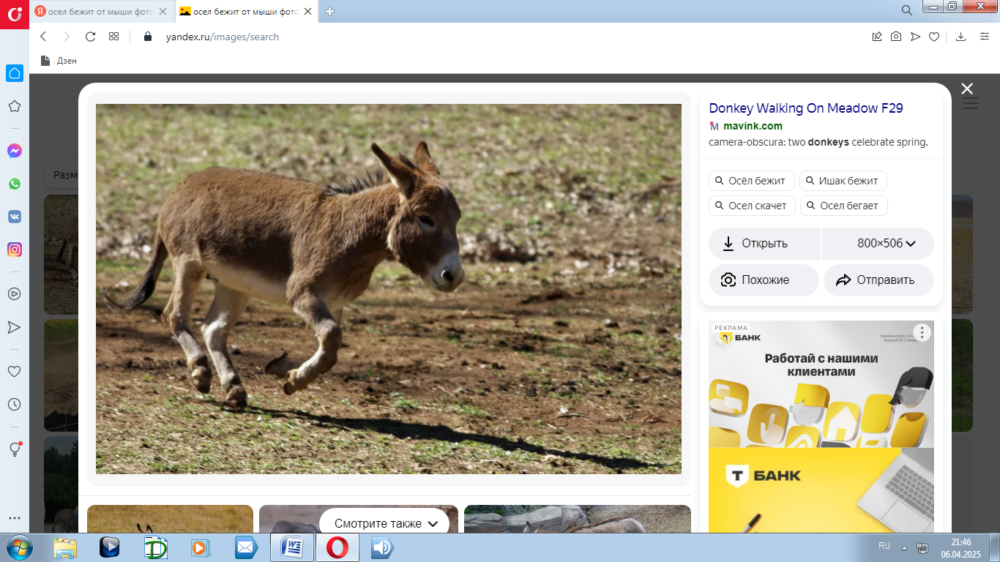 осел бежит от мыши фото
осел бежит от мыши фото
yandex.ru/images/search
Дзен
Donkey Walking On Meadow F29
mavink.com
camera-obscura: two donkeys celebrate spring.
Осёл бежит
Ишак бежит
Осел скачет
Осел бегает
Открыть
800×506
Похожие
Отправить
РЕКЛАМА
Т БАНК
Работай с нашими
клиентами
Т БАНК
Смотрите также
RU
21:46
06.04.2025